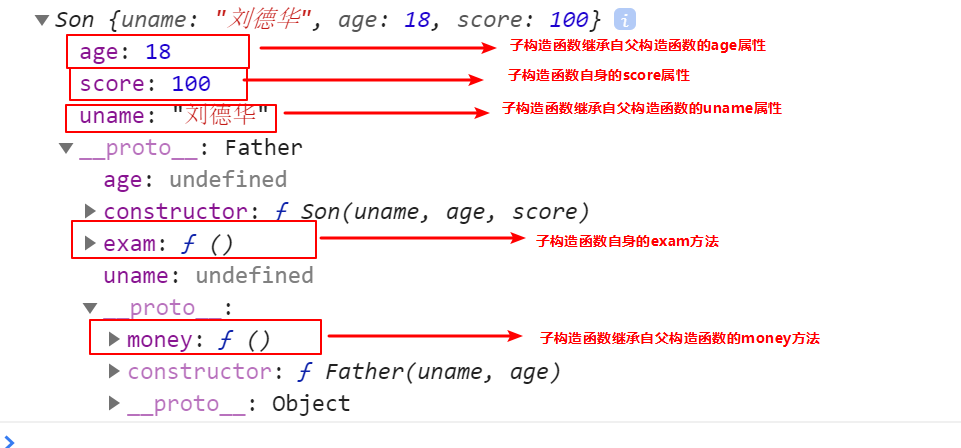 ▼ Son {uname: "刘德华", age: 18, score: 100} i
age: 18 子构造函数继承自父构造函数的age属性
score: 100 子构造函数自身的score属性
uname: "刘德华" 子构造函数继承自父构造函数的uname属性
▼ __proto__: Father
age: undefined
▶ constructor: ƒ Son(uname, age, score)
▶ exam: ƒ () 子构造函数自身的exam方法
uname: undefined
▼ __proto__:
▶ money: ƒ () 子构造函数继承自父构造函数的money方法
▶ constructor: ƒ Father(uname, age)
▶ __proto__: Object
>